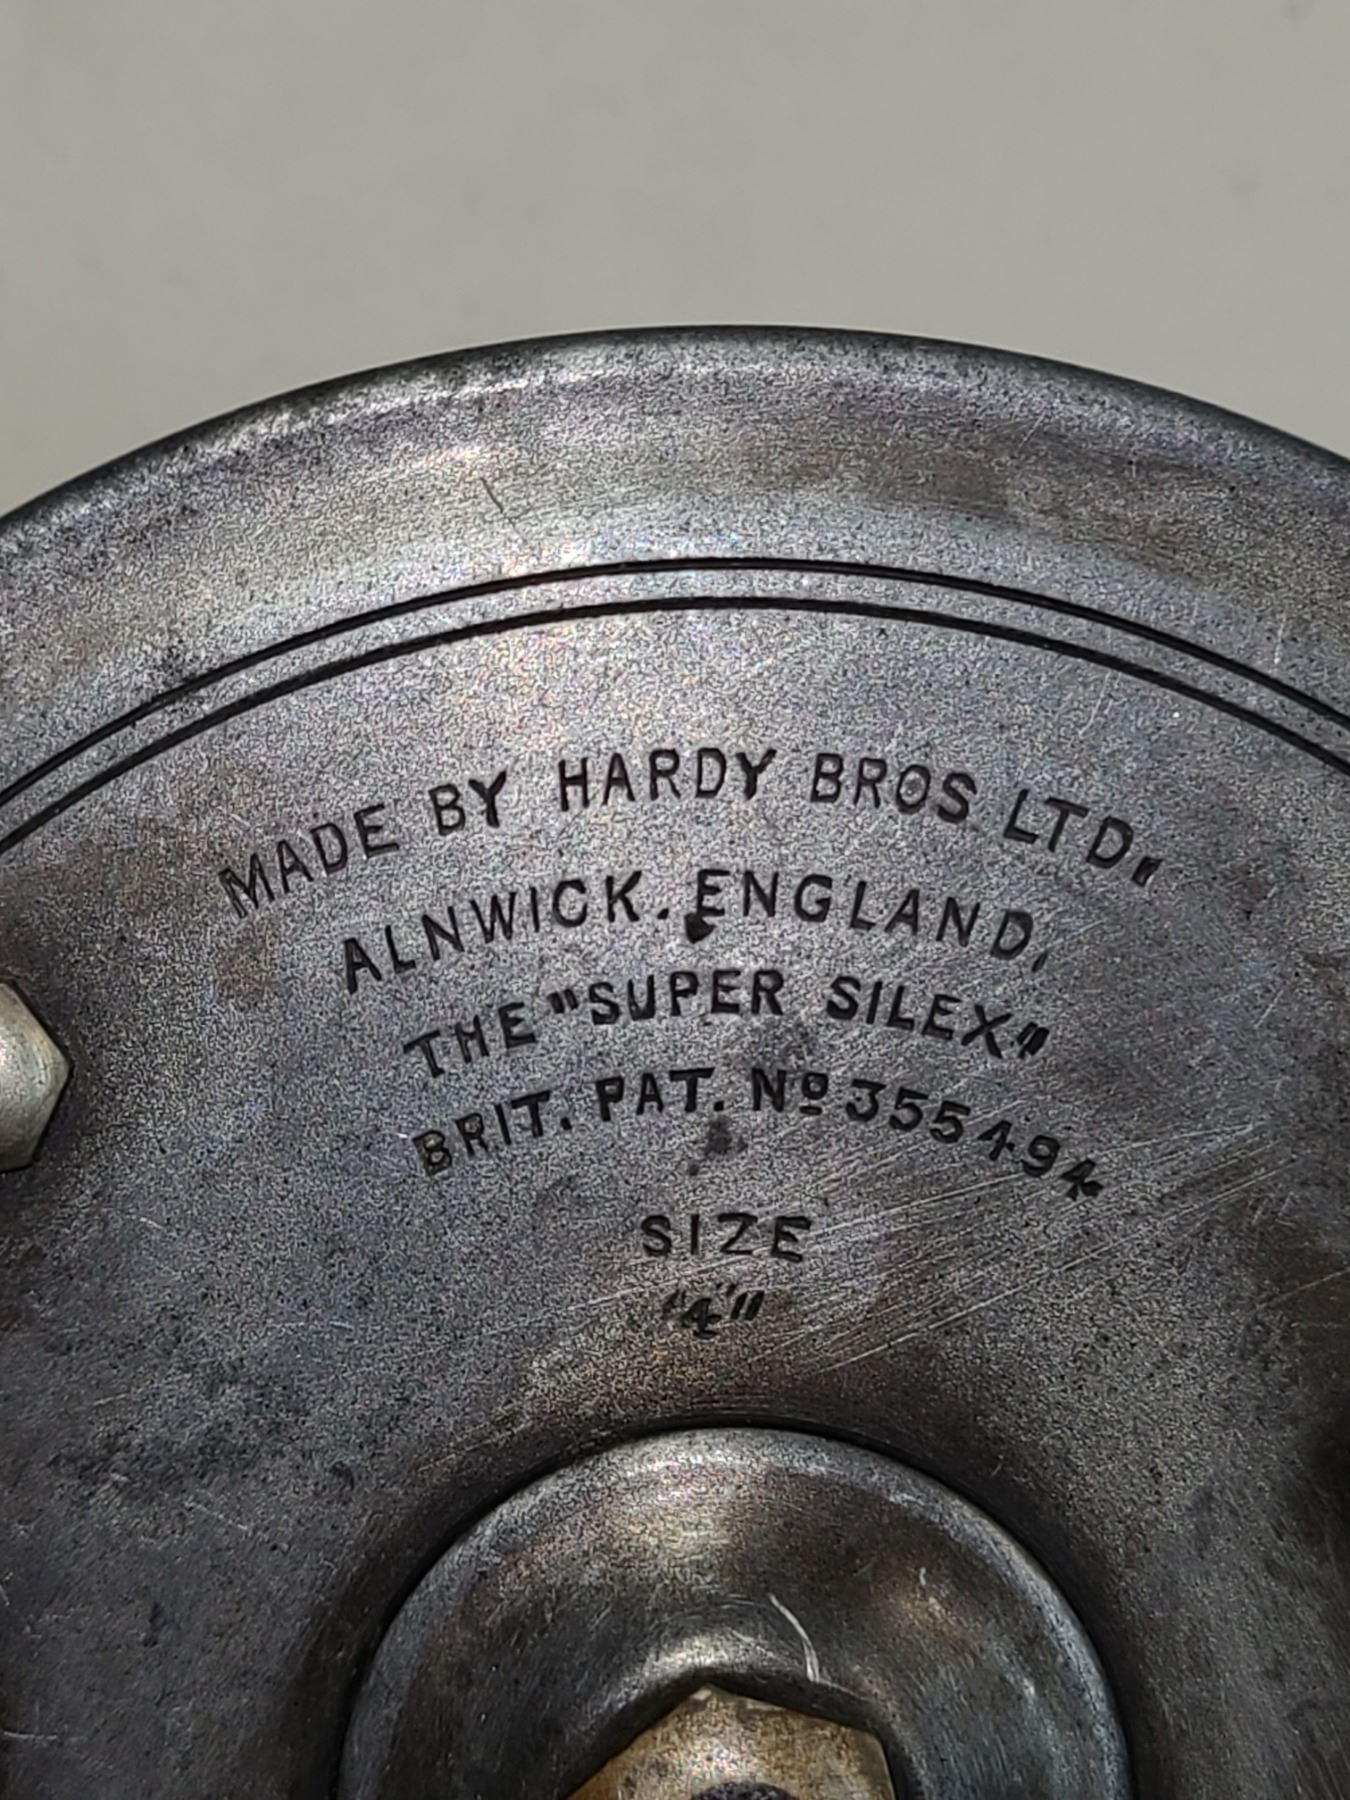 MADE BY HARDY BROS LTD.
ALNWICK. ENGLAND,
THE "SUPER SILEX"
BRIT. PAT. Nº 355494
SIZE
"4"